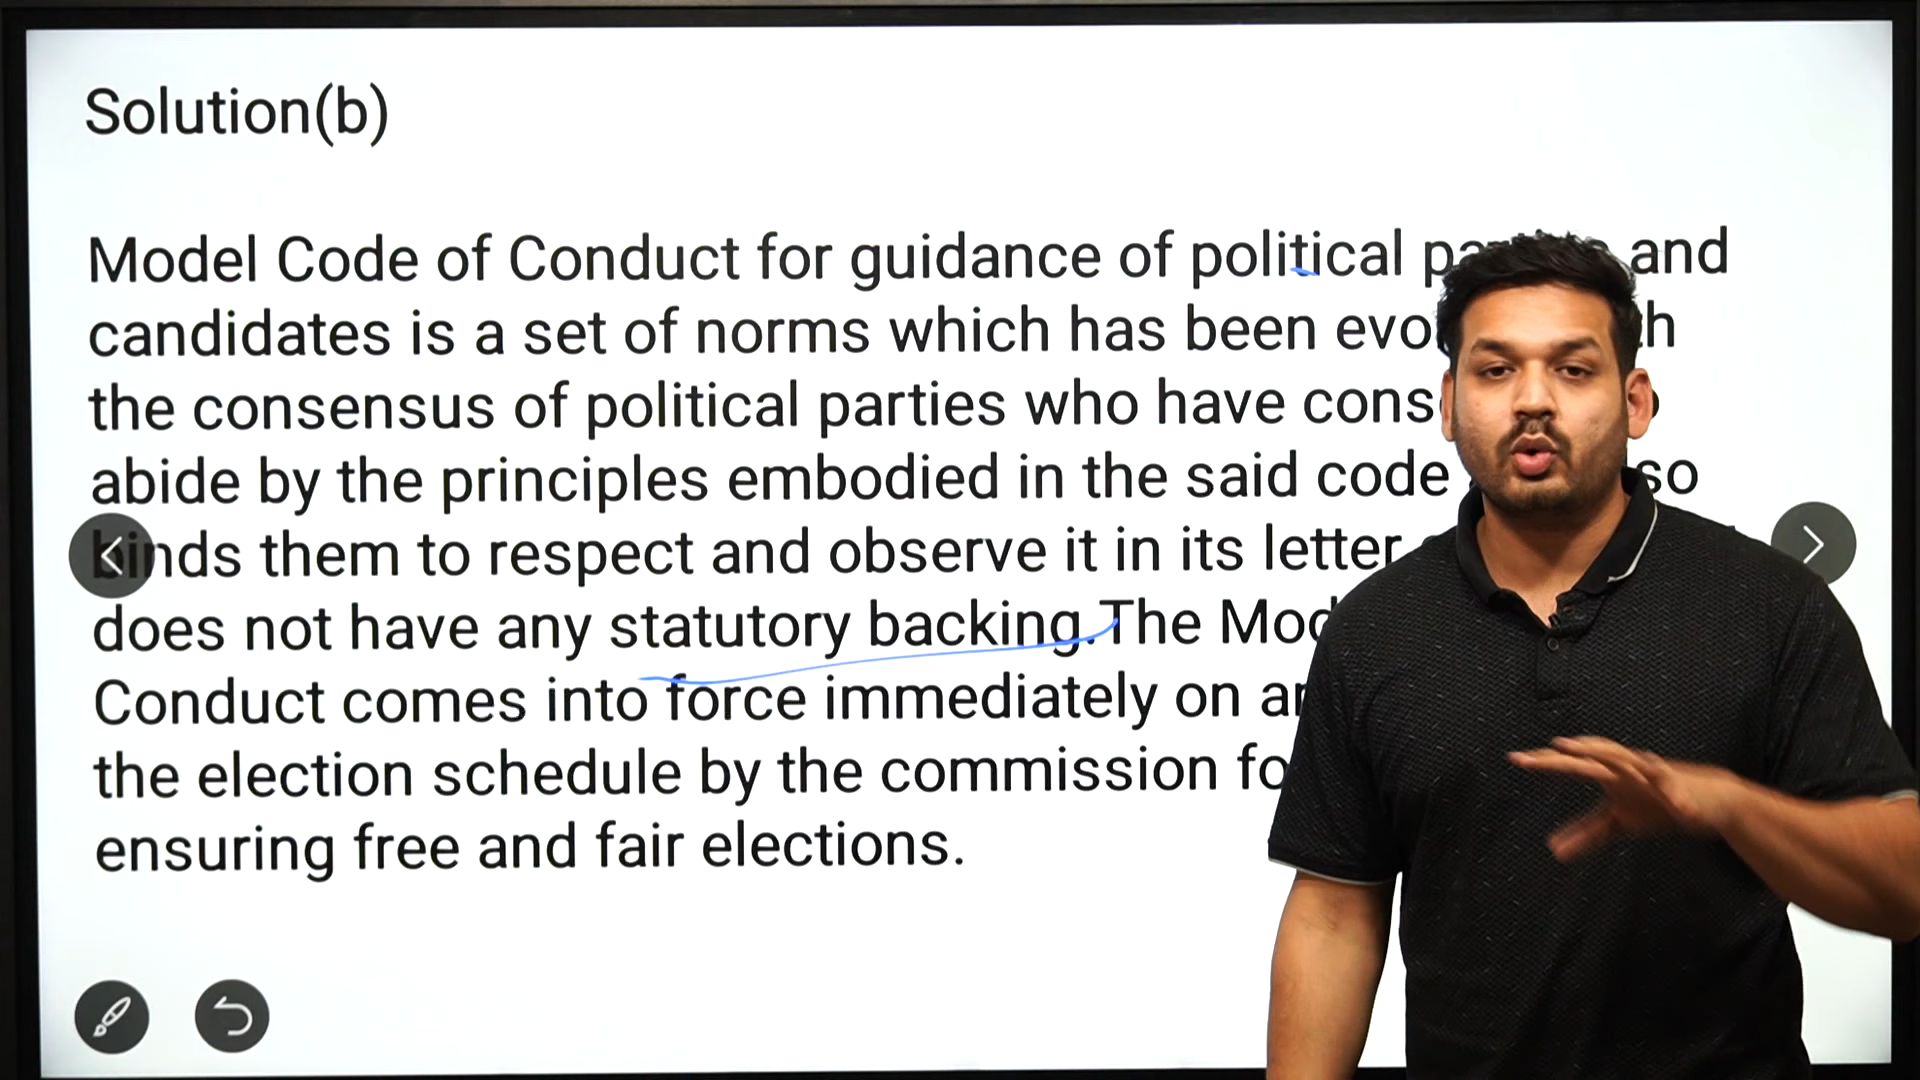 Solution(b)
Model Code of Conduct for guidance of political and
candidates is a set of norms which has been
the consensus of political parties who have
abide by the principles embodied in the said code
binds them to respect and observe it in its letter
does not have any statutory backing.The
Conduct comes into force immediately on
the election schedule by the commission
ensuring free and fair elections.